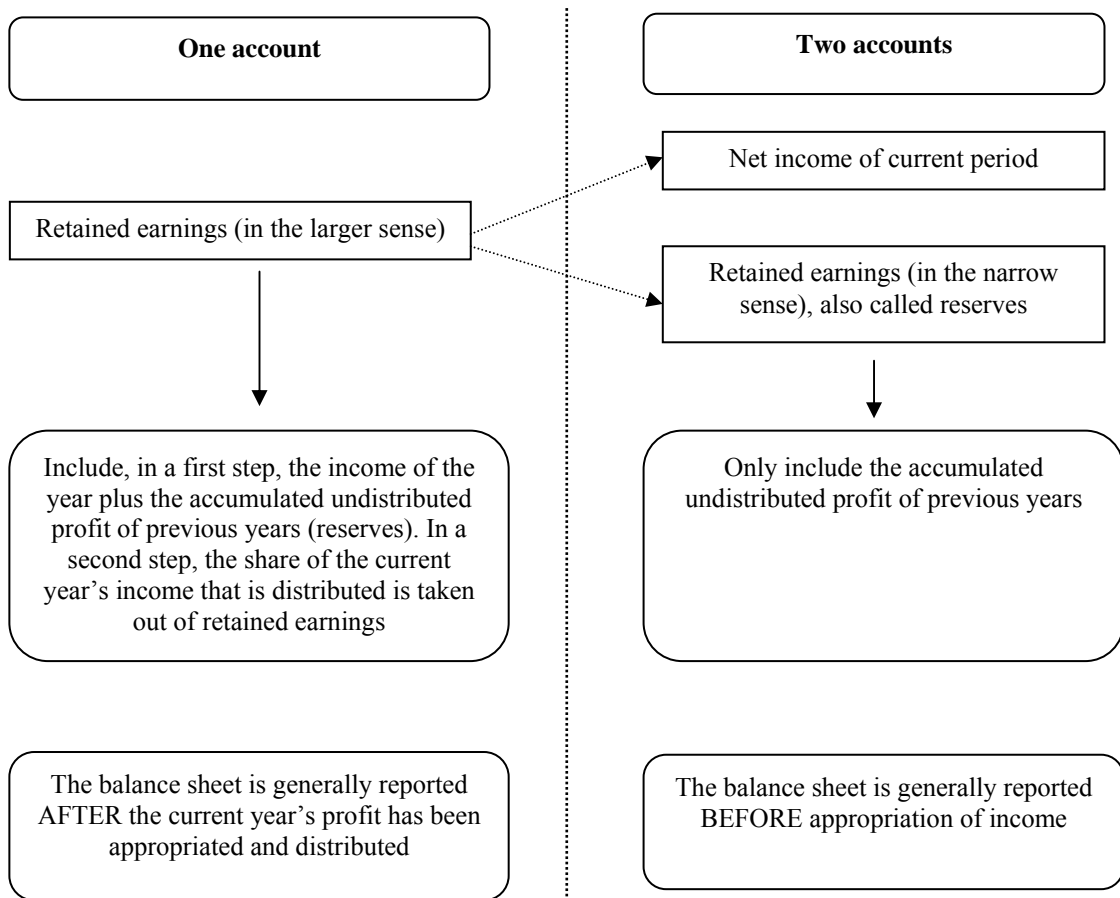 One account
Two accounts
Net income of current period
Retained earnings (in the larger sense)
Retained earnings (in the narrow
sense), also called reserves
Include, in a first step, the income of the
year plus the accumulated undistributed
profit of previous years (reserves). In a
second step, the share of the current
year’s income that is distributed is taken
out of retained earnings
Only include the accumulated
undistributed profit of previous years
The balance sheet is generally reported
AFTER the current year’s profit has been
appropriated and distributed
The balance sheet is generally reported
BEFORE appropriation of income